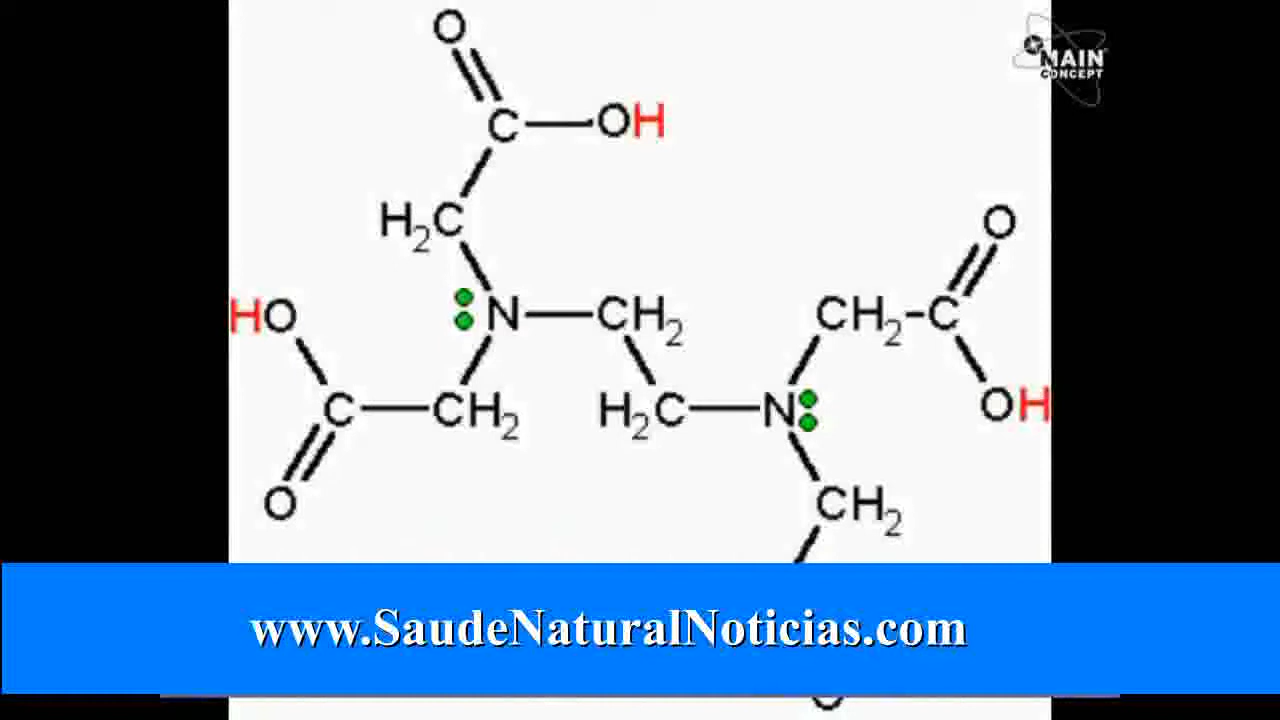 O
MAIN
CONCEPT
C OH
H₂C
O
HO N CH₂ CH₂ C
C CH₂ H₂C N OH
O CH₂
www.SaudeNaturalNoticias.com